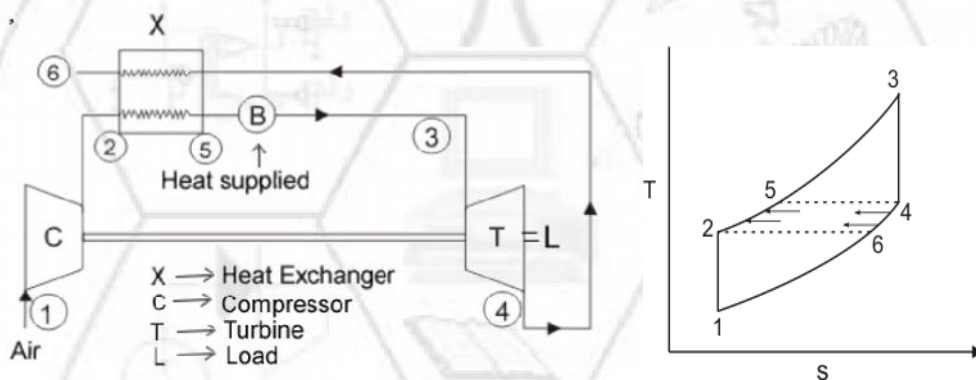 ,
X
6
B
2
5
3
Heat supplied
C
T
L
X → Heat Exchanger
C → Compressor
T → Turbine
L → Load
1
Air
4
T
3
5
2
4
6
1
s